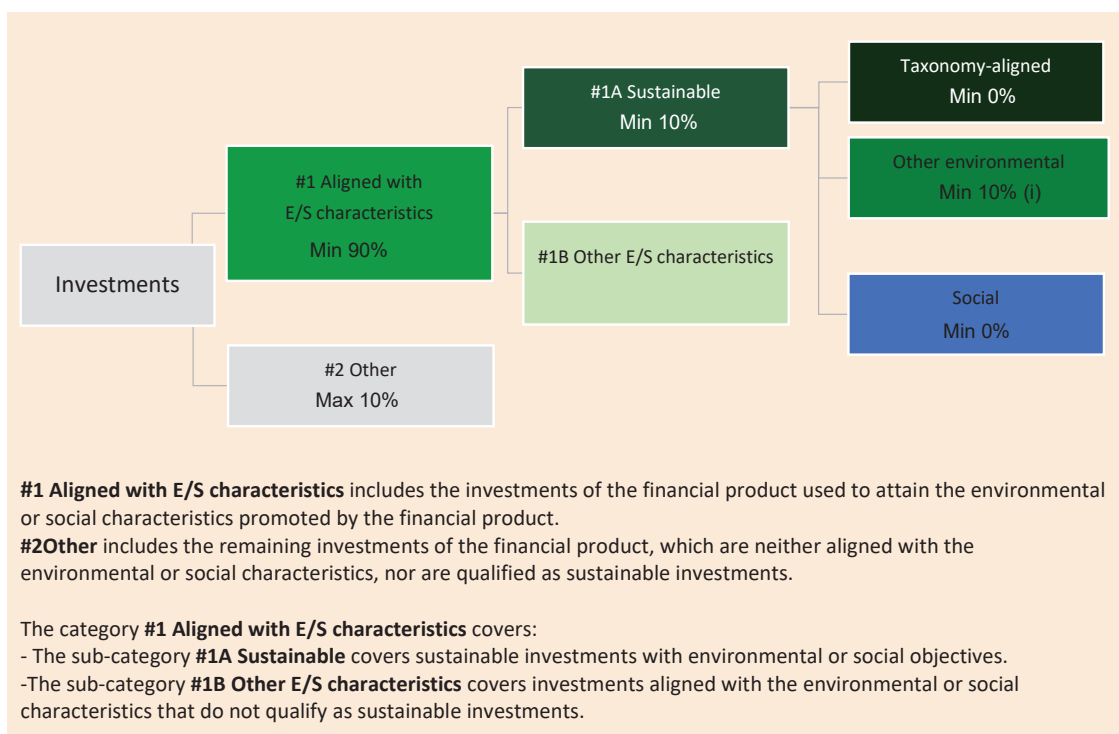 Investments
#1 Aligned with
E/S characteristics
Min 90%
#2 Other
Max 10%
#1A Sustainable
Min 10%
#1B Other E/S characteristics
Taxonomy-aligned
Min 0%
Other environmental
Min 10% (i)
Social
Min 0%
#1 Aligned with E/S characteristics includes the investments of the financial product used to attain the environmental
or social characteristics promoted by the financial product.
#2Other includes the remaining investments of the financial product, which are neither aligned with the
environmental or social characteristics, nor are qualified as sustainable investments.
The category #1 Aligned with E/S characteristics covers:
- The sub-category #1A Sustainable covers sustainable investments with environmental or social objectives.
-The sub-category #1B Other E/S characteristics covers investments aligned with the environmental or social
characteristics that do not qualify as sustainable investments.